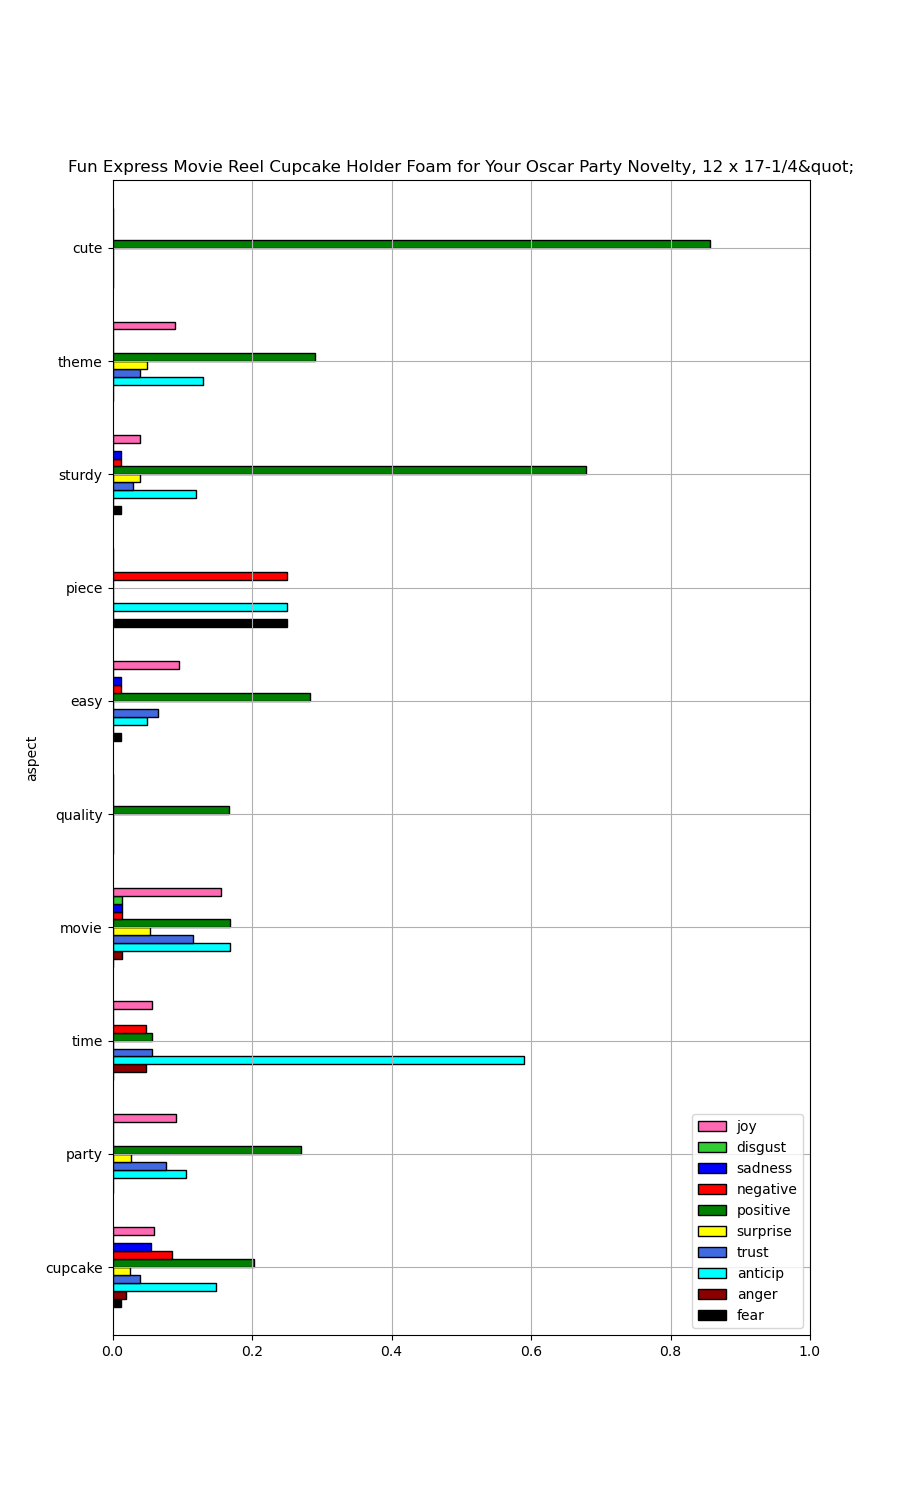 Fun Express Movie Reel Cupcake Holder Foam for Your Oscar Party Novelty, 12 x 17-1/4&quot;
cute
theme
sturdy
piece
easy
aspect
quality
movie
time
party
cupcake
joy
disgust
sadness
negative
positive
surprise
trust
anticip
anger
fear
0.0 0.2 0.4 0.6 0.8 1.0